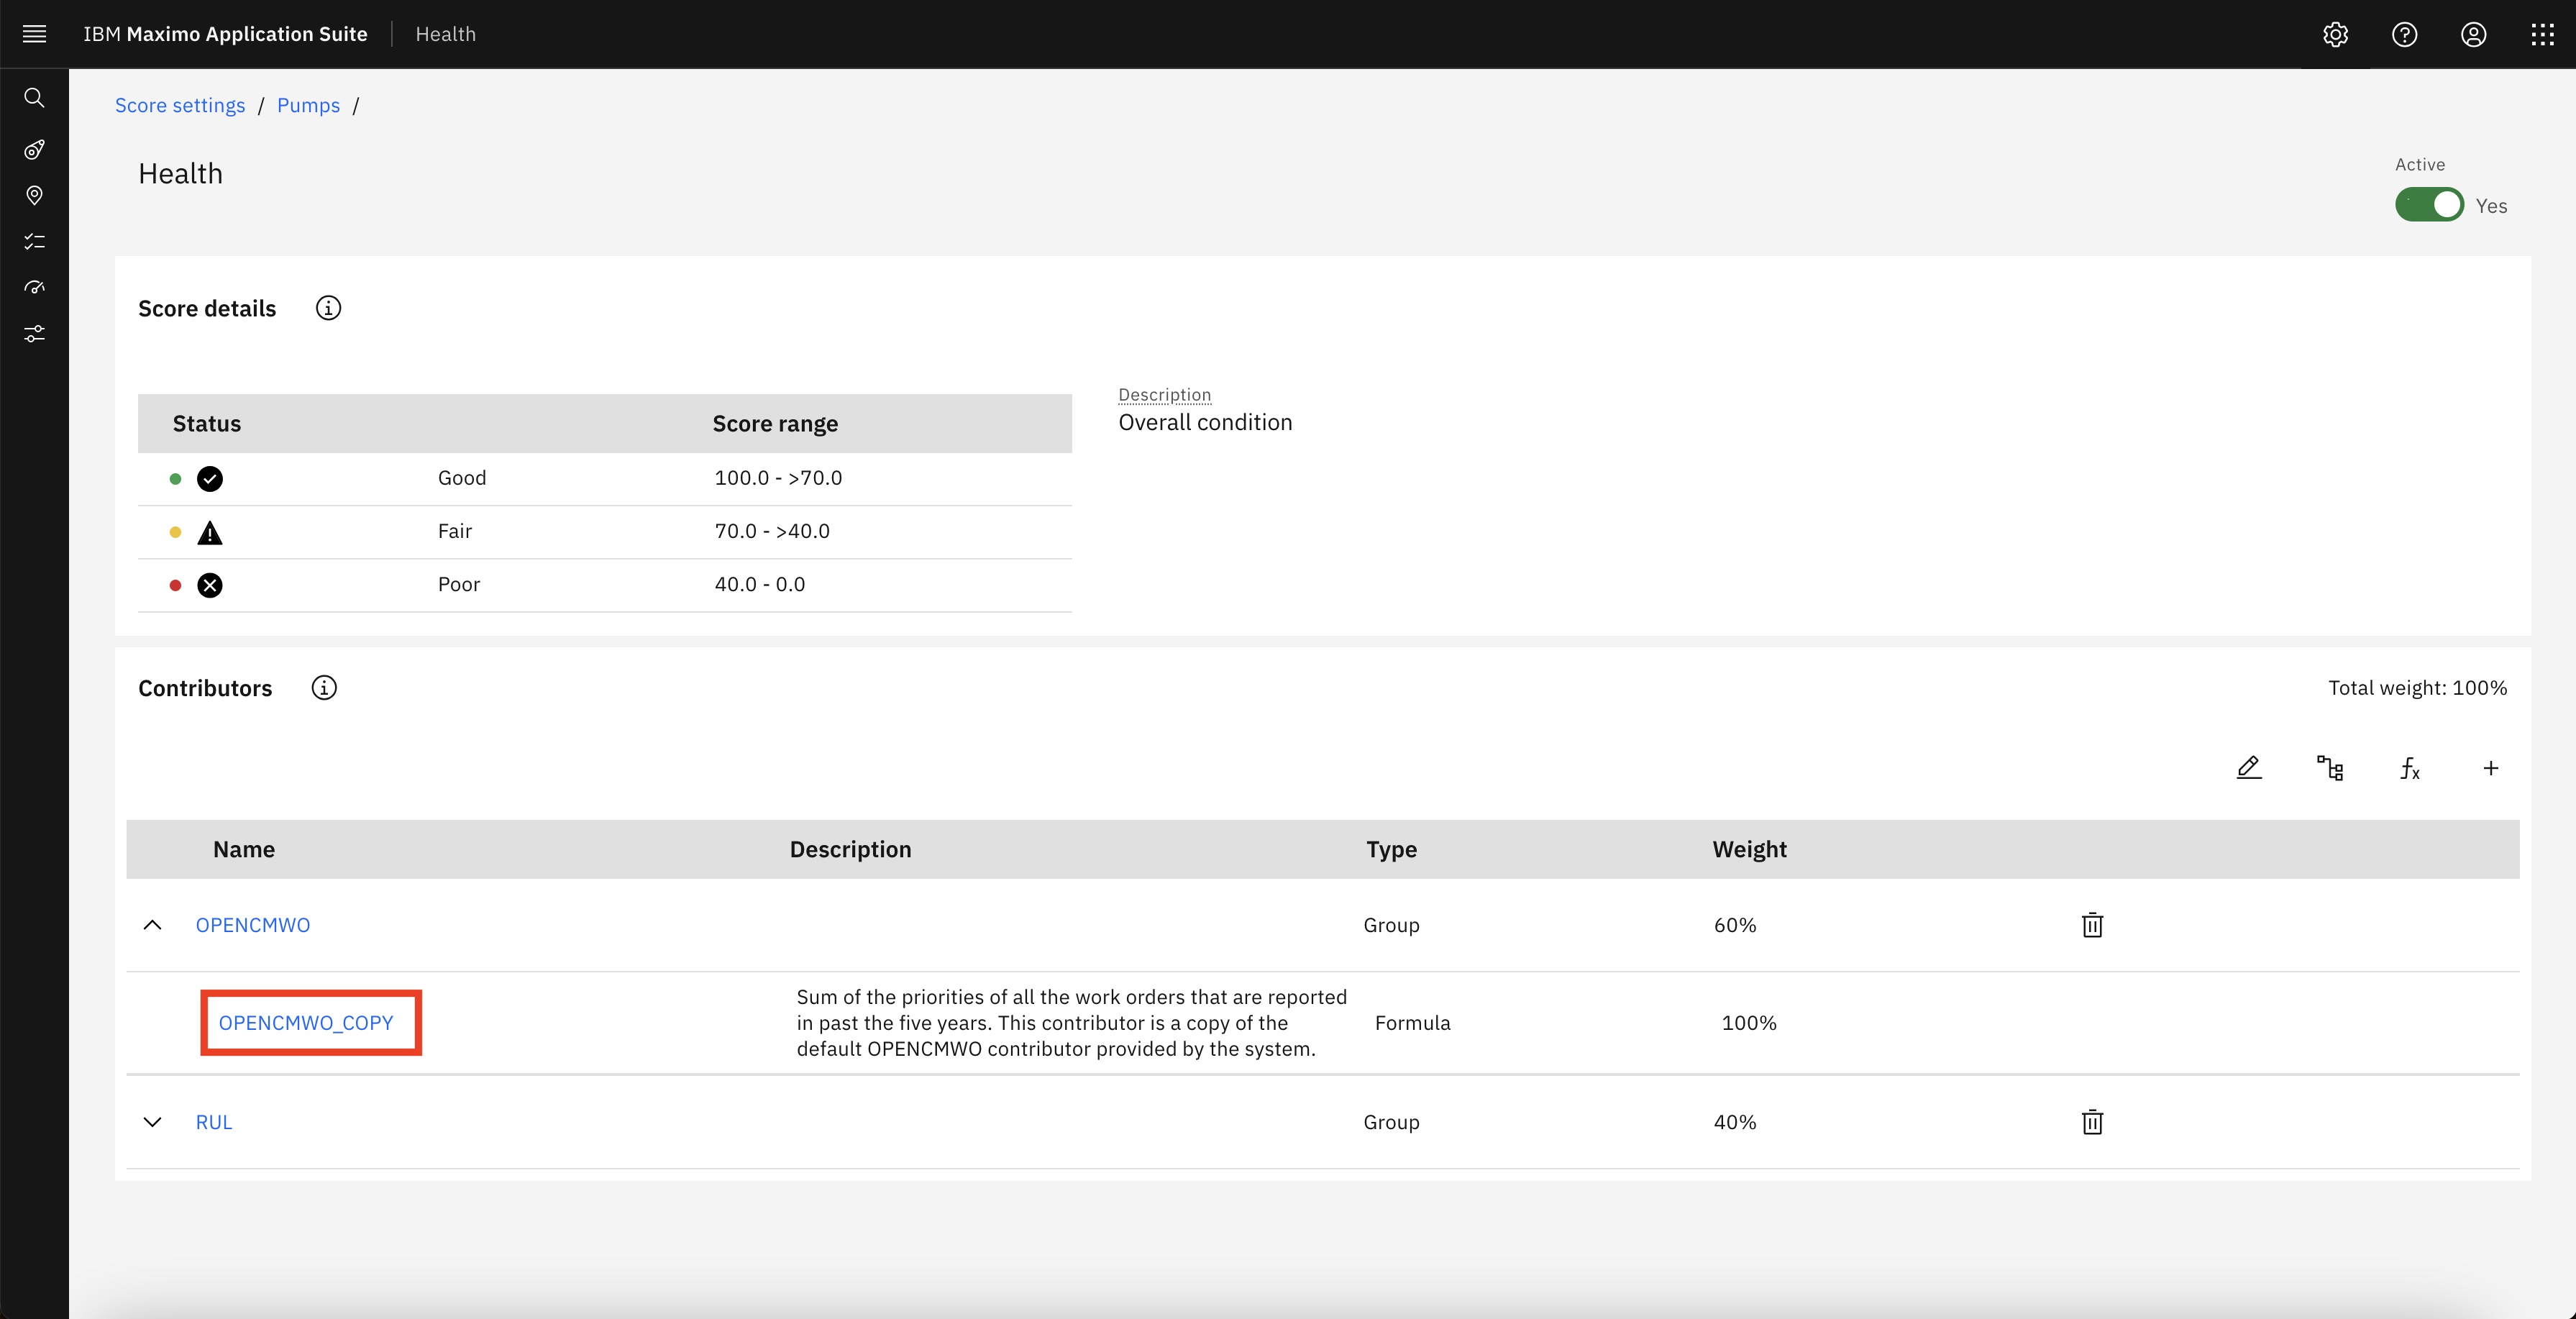 IBM Maximo Application Suite | Health
Score settings / Pumps /
Health
Active
Yes
Score details
Status Score range
Good 100.0 - >70.0
Fair 70.0 - >40.0
Poor 40.0 - 0.0
Description
Overall condition
Contributors
Total weight: 100%
fx +
Name Description Type Weight
OPENCMWO Group 60%
OPENCMWO_COPY
Sum of the priorities of all the work orders that are reported
in past the five years. This contributor is a copy of the
default OPENCMWO contributor provided by the system.
Formula 100%
RUL Group 40%